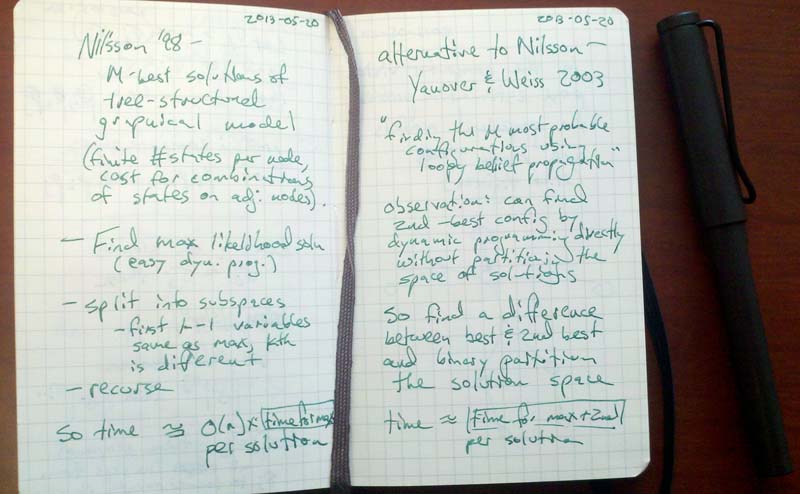 2013-05-20
Nilsson '98 –
M-best solutions of
tree-structured
graphical model
(finite # states per node,
cost for combinations
of states on adj. nodes).
– Find max likelihood soln
(easy dyn. prog.)
– split into subspaces
– first k-1 variables
same as max, kth
is different
– recurse
so time ≅ O(n) × time for max
per solution
2013-05-20
alternative to Nilsson –
Yanover & Weiss 2003
"finding the M most probable
configurations using
loopy belief propagation"
observation: can find
2nd-best config by
dynamic programming directly
without partitioning the
space of solutions
so find a difference
between best & 2nd best
and binary partition
the solution space
time ≈ time for max + 2nd
per solution